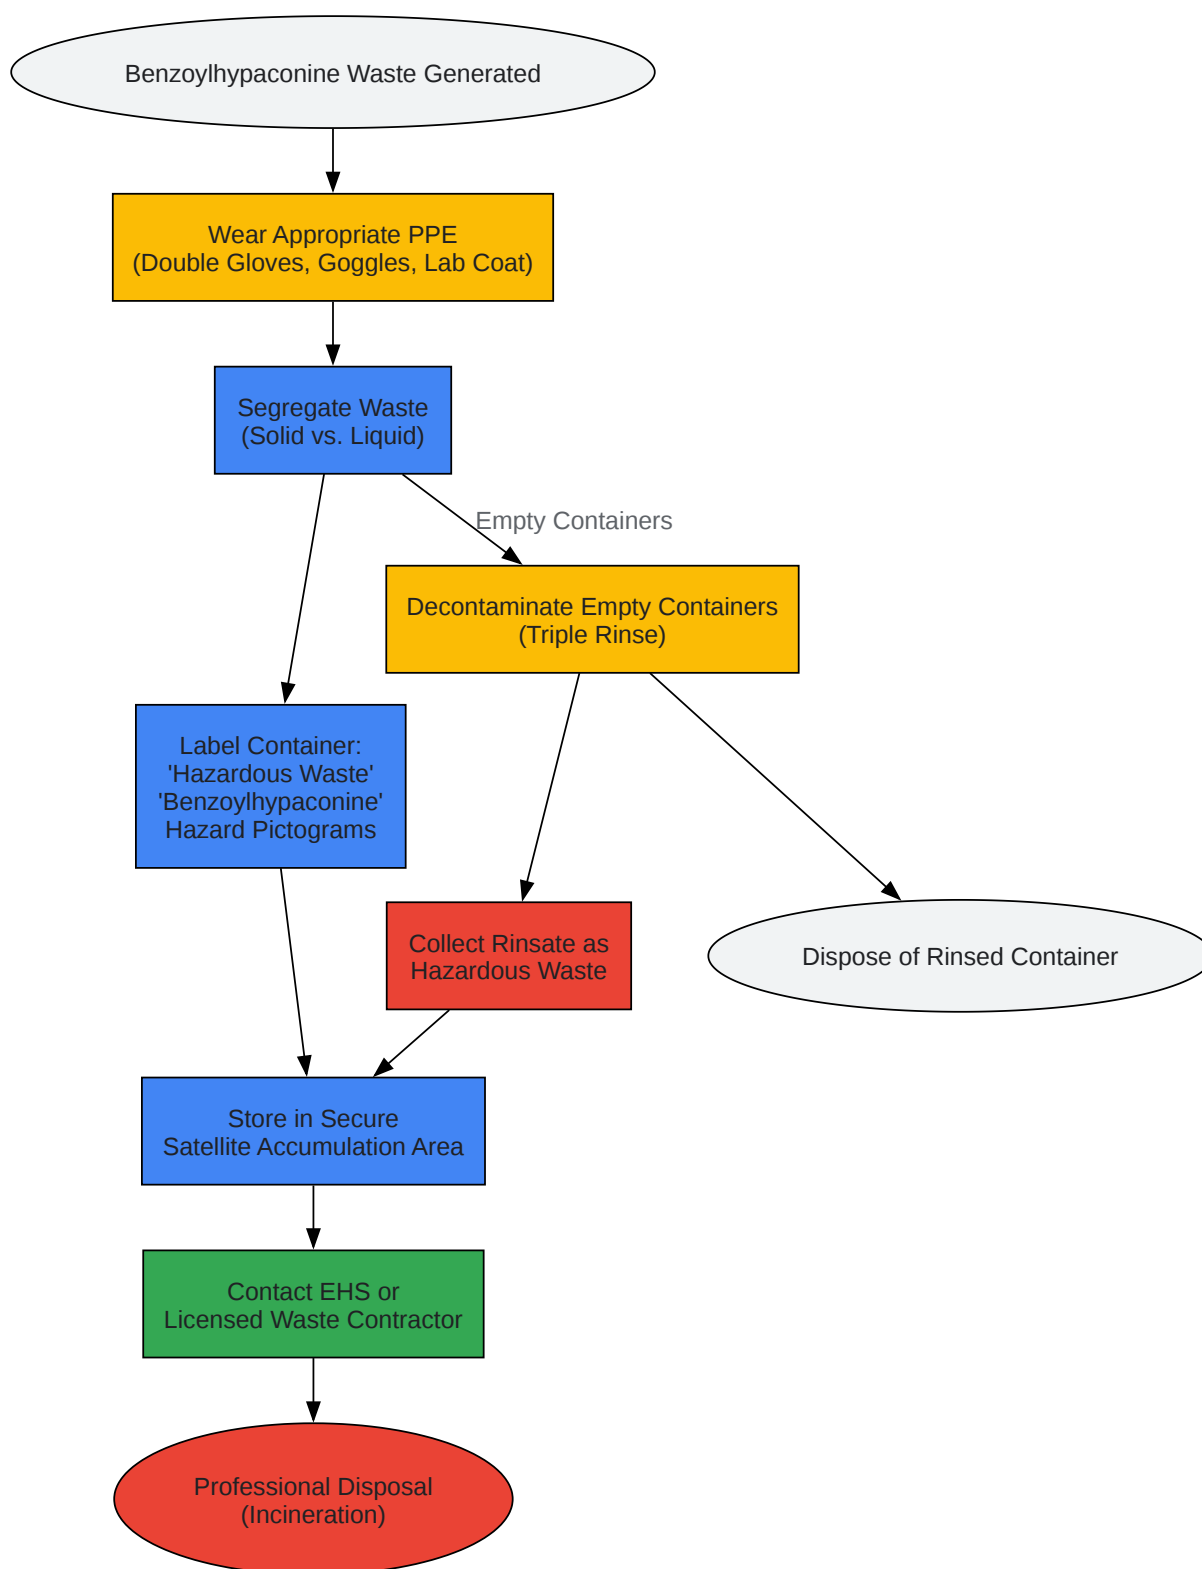 Benzoylhypaconine Waste Generated
Wear Appropriate PPE
(Double Gloves, Goggles, Lab Coat)
Segregate Waste
(Solid vs. Liquid)
Empty Containers
Decontaminate Empty Containers
(Triple Rinse)
Label Container:
'Hazardous Waste'
'Benzoylhypaconine'
Hazard Pictograms
Collect Rinsate as
Hazardous Waste
Dispose of Rinsed Container
Store in Secure
Satellite Accumulation Area
Contact EHS or
Licensed Waste Contractor
Professional Disposal
(Incineration)